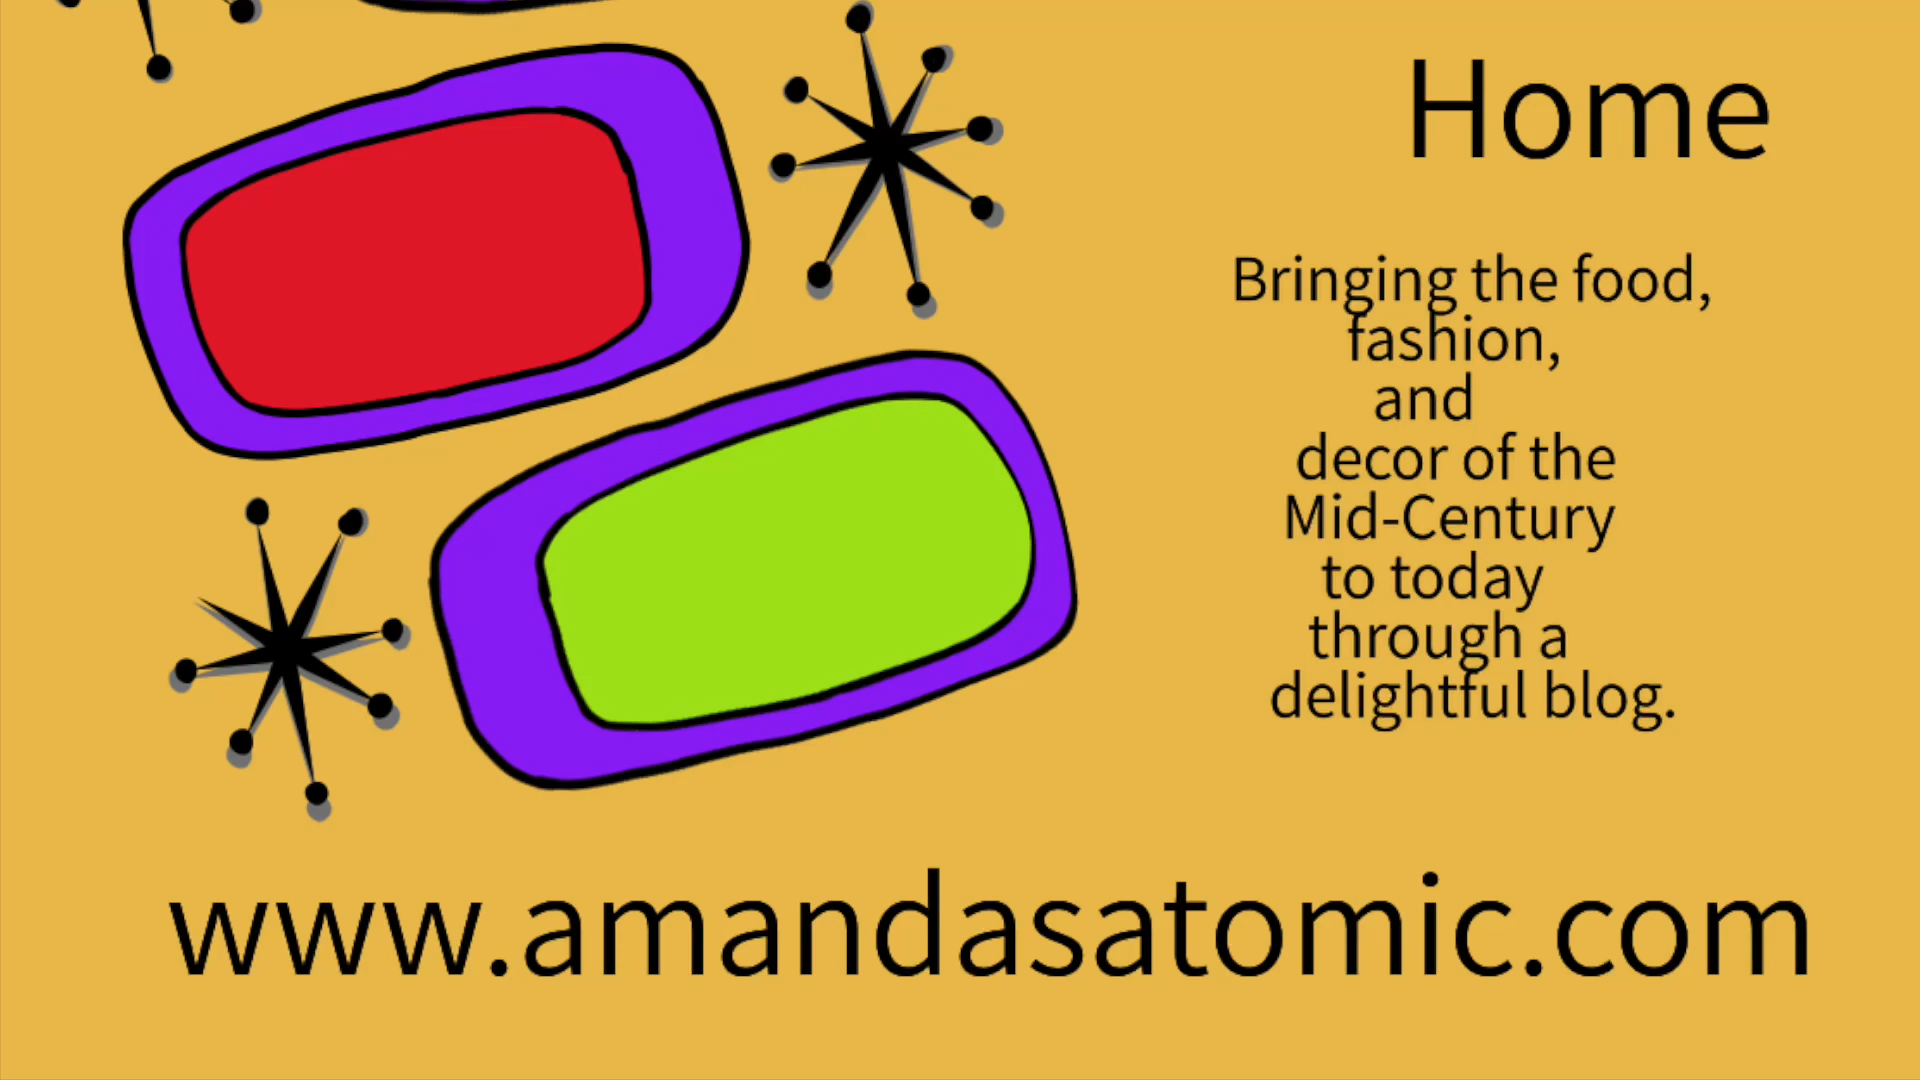 Home
Bringing the food,
fashion,
and
decor of the
Mid-Century
to today
through a
delightful blog.
www.amandasatomic.com